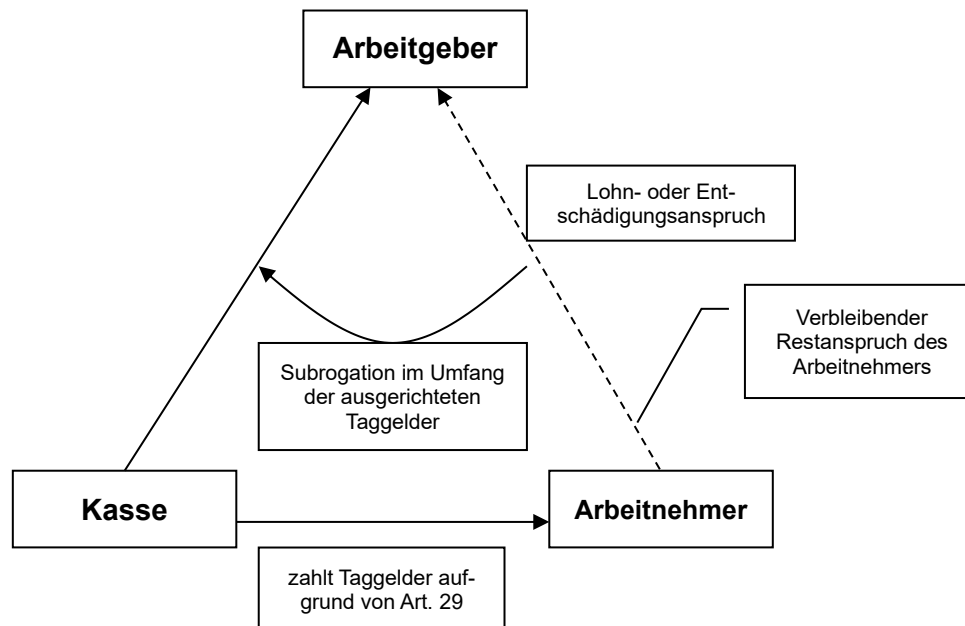 Arbeitgeber
Lohn- oder Ent-
schädigungsanspruch
Verbleibender
Restanspruch des
Arbeitnehmers
Subrogation im Umfang
der ausgerichteten
Taggelder
Kasse
Arbeitnehmer
zahlt Taggelder auf-
grund von Art. 29